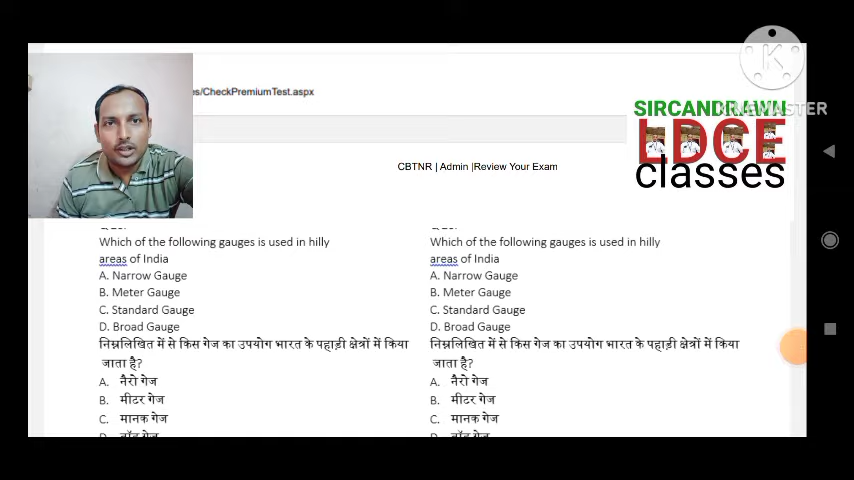 es/CheckPremiumTest.aspx
SIRCANDRAWN
KINEMASTER
LDCE
classes
CBTNR | Admin |Review Your Exam
Which of the following gauges is used in hilly
areas of India
A. Narrow Gauge
B. Meter Gauge
C. Standard Gauge
D. Broad Gauge
निम्नलिखित में से किस गेज का उपयोग भारत के पहाड़ी क्षेत्रों में किया
जाता है?
A. नैरो गेज
B. मीटर गेज
C. मानक गेज
D. ब्रॉड गेज
Which of the following gauges is used in hilly
areas of India
A. Narrow Gauge
B. Meter Gauge
C. Standard Gauge
D. Broad Gauge
निम्नलिखित में से किस गेज का उपयोग भारत के पहाड़ी क्षेत्रों में किया
जाता है?
A. नैरो गेज
B. मीटर गेज
C. मानक गेज
D. ब्रॉड गेज